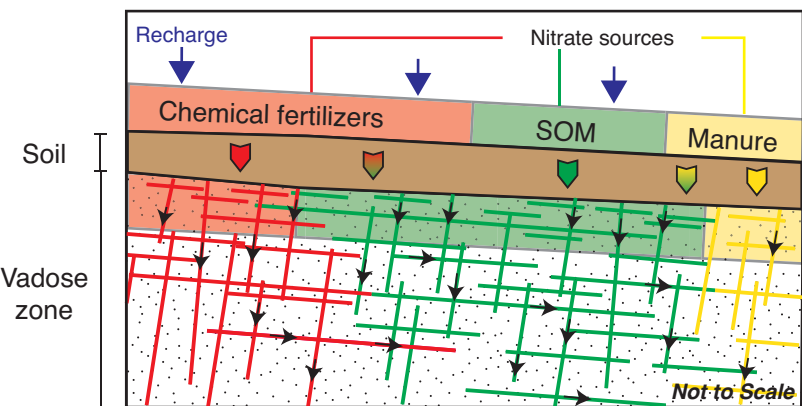 Recharge
Nitrate sources
Chemical fertilizers
SOM
Manure
Soil
Vadose
zone
Not to Scale